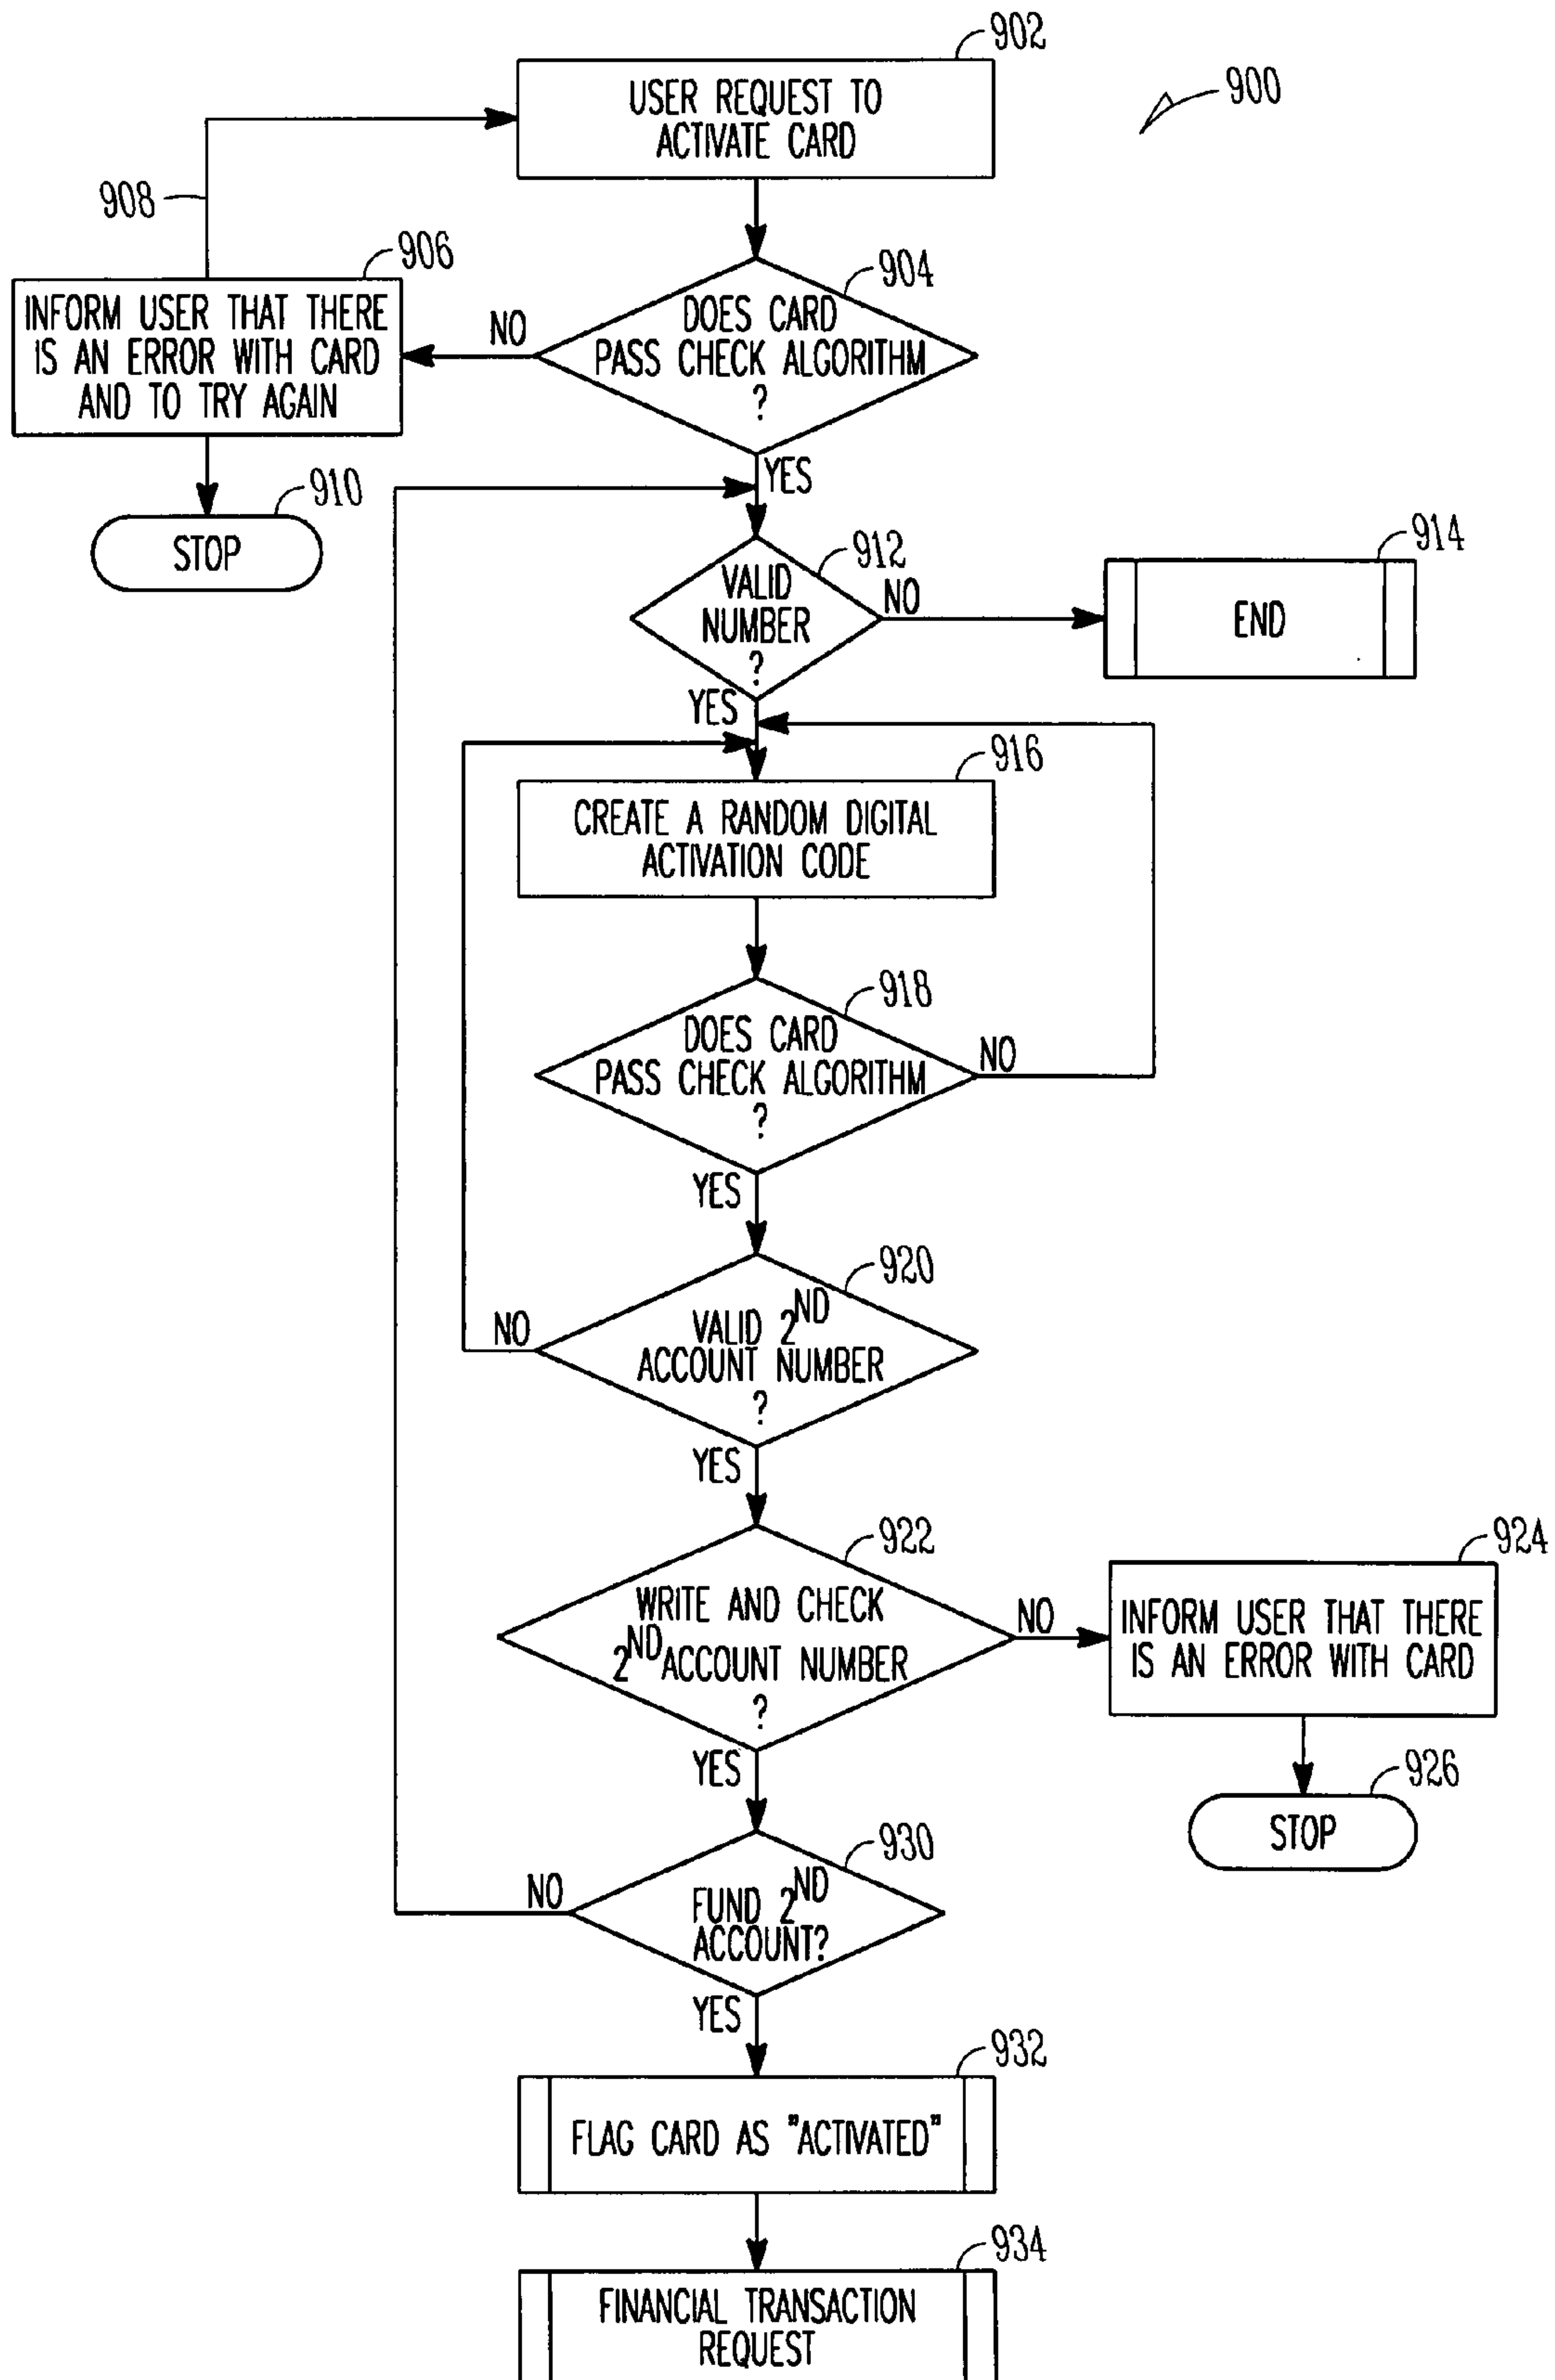 902
900
USER REQUEST TO
ACTIVATE CARD
908
906
904
INFORM USER THAT THERE
IS AN ERROR WITH CARD
AND TO TRY AGAIN
NO
DOES CARD
PASS CHECK ALGORITHM
?
YES
910
STOP
912
914
VALID
NUMBER
?
NO
END
YES
916
CREATE A RANDOM DIGITAL
ACTIVATION CODE
918
DOES CARD
PASS CHECK ALGORITHM
?
NO
YES
920
NO
VALID 2ND
ACCOUNT NUMBER
?
YES
922
924
WRITE AND CHECK
2ND ACCOUNT NUMBER
?
NO
INFORM USER THAT THERE
IS AN ERROR WITH CARD
YES
926
STOP
930
NO
FUND 2ND
ACCOUNT?
YES
932
FLAG CARD AS "ACTIVATED"
934
FINANCIAL TRANSACTION
REQUEST